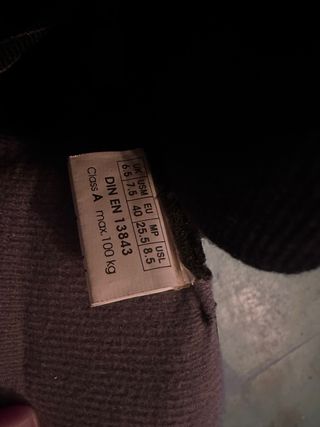 UK USM EU MP USL
6.5 7.5 40 25.5 8.5
DIN EN 13843
Class A max.100 kg